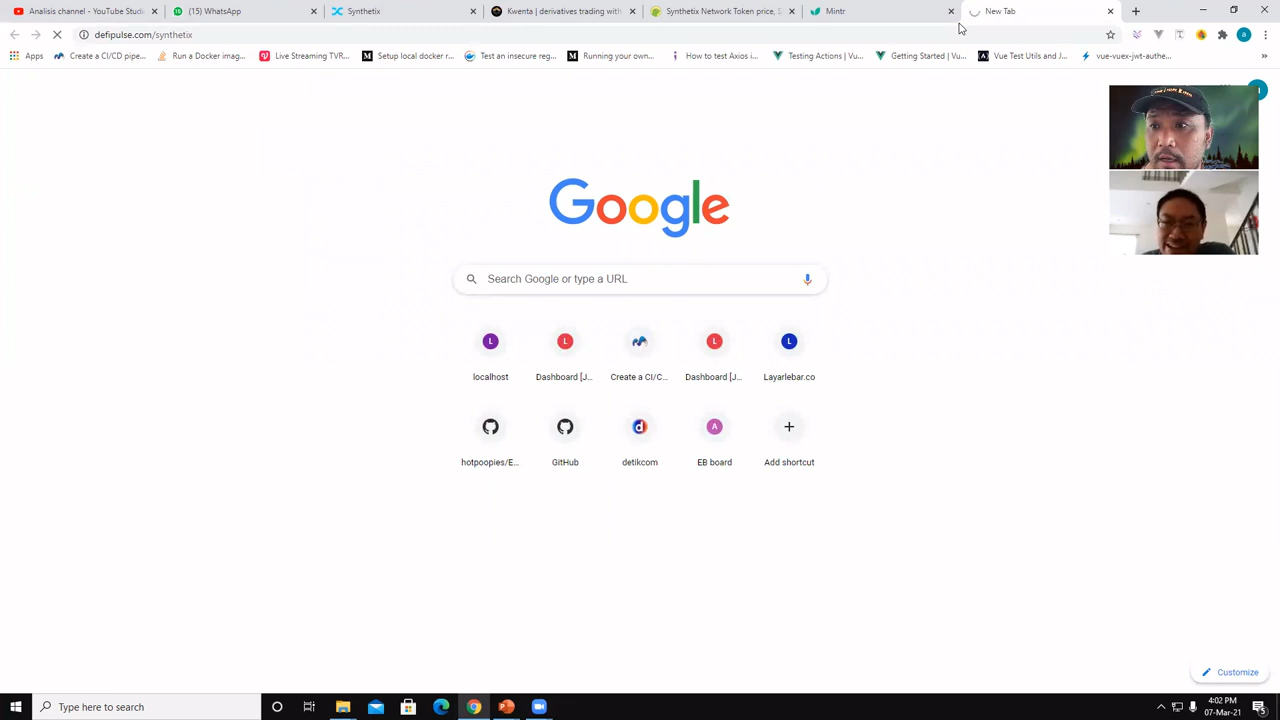 Analisis channel - YouTube Studi
(15) WhatsApp
Synthetix
Kwenta | derivatives trading with
Synthetix Network Token price, S
Mintr
New Tab
defipulse.com/synthetix
Apps
Create a CI/CD pipe...
Run a Docker imag...
Live Streaming TVR...
Setup local docker r...
Test an insecure reg...
Running your own...
How to test Axios i...
Testing Actions | Vu...
Getting Started | Vu...
Vue Test Utils and J...
vue-vuex-jwt-authe...
»
Google
Search Google or type a URL
localhost
Dashboard [J...
Create a CI/C...
Dashboard [J...
Layarlebar.co
hotpoopies/E...
GitHub
detikcom
EB board
Add shortcut
Customize
Type here to search
4:02 PM
07-Mar-21